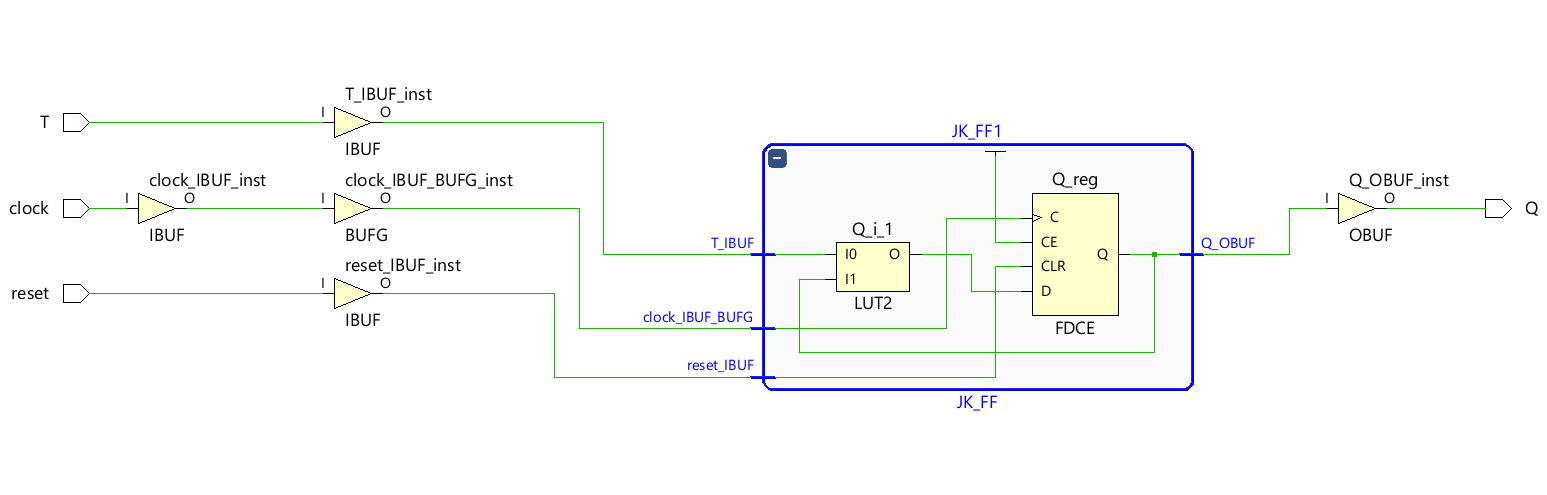 T
I
T_IBUF_inst
O
IBUF
clock
I
clock_IBUF_inst
O
IBUF
I
clock_IBUF_BUFG_inst
O
BUFG
reset
I
reset_IBUF_inst
O
IBUF
JK_FF1
T_IBUF
clock_IBUF_BUFG
reset_IBUF
Q_i_1
I0
O
I1
LUT2
Q_reg
C
CE
CLR
Q
D
FDCE
JK_FF
Q_OBUF
I
Q_OBUF_inst
O
OBUF
Q